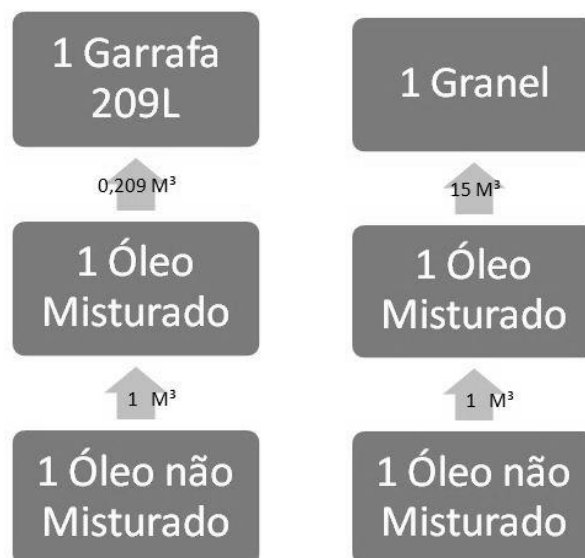 1 Garrafa
209L
0,209 M³
1 Óleo
Misturado
1 M³
1 Óleo não
Misturado
1 Granel
15 M³
1 Óleo
Misturado
1 M³
1 Óleo não
Misturado